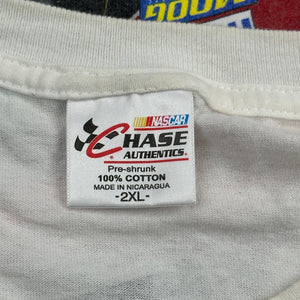 NASCAR
CHASE
AUTHENTICS®
Pre-shrunk
100% COTTON
MADE IN NICARAGUA
-2XL-